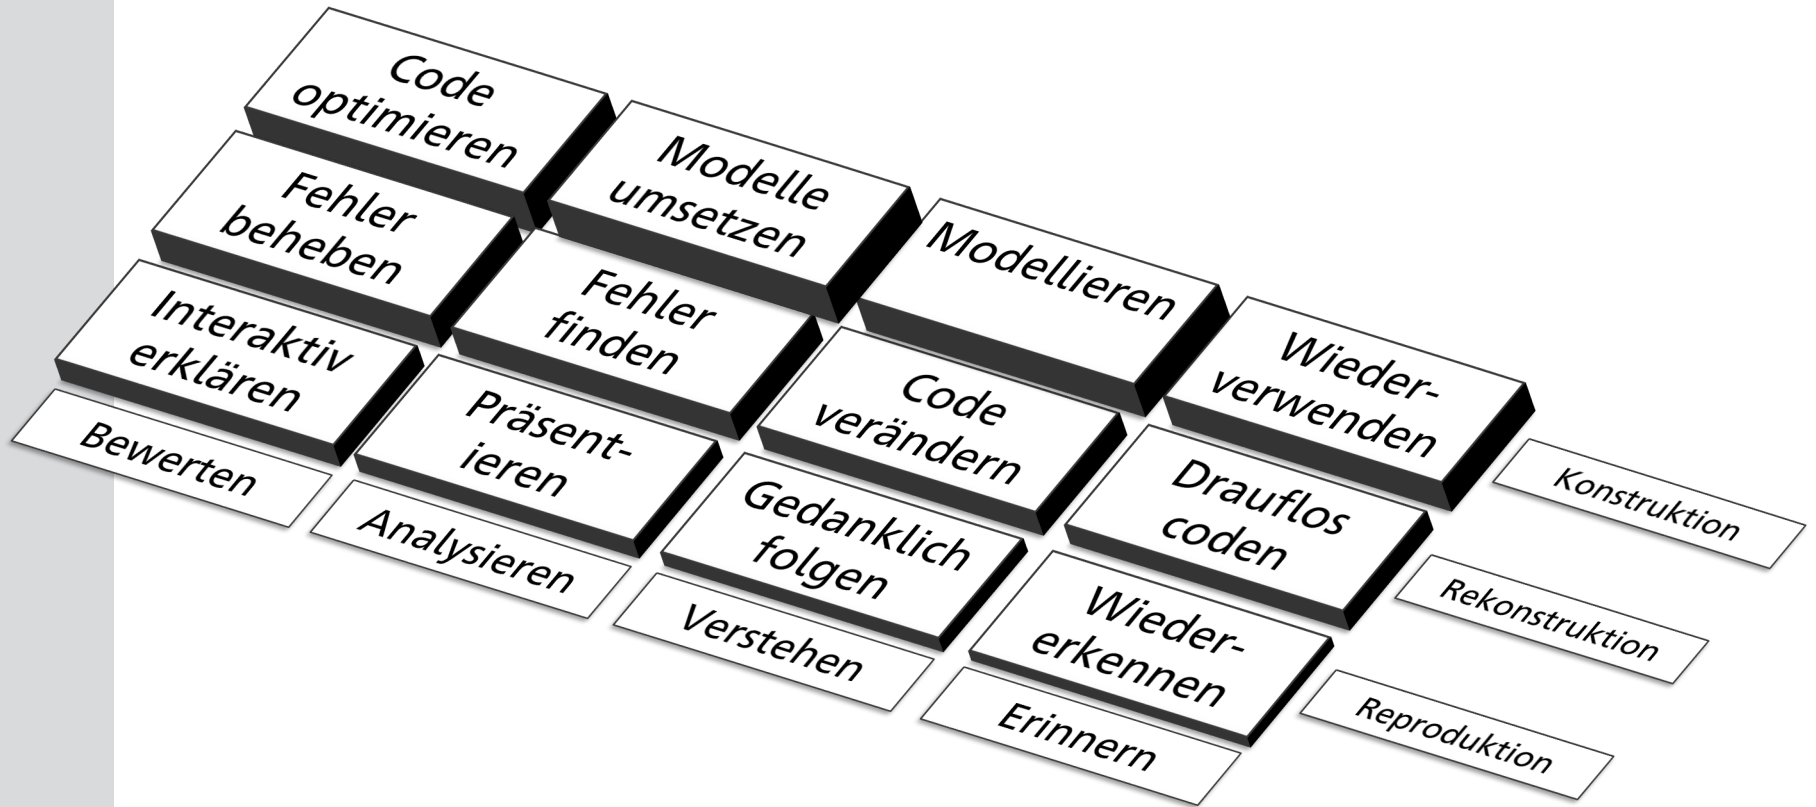 Code
optimieren
Modelle
umsetzen
Modellieren
Wieder-
verwenden
Konstruktion
Fehler
beheben
Fehler
finden
Code
verändern
Drauflos
coden
Rekonstruktion
Interaktiv
erklären
Präsent-
ieren
Gedanklich
folgen
Wieder-
erkennen
Reproduktion
Bewerten
Analysieren
Verstehen
Erinnern